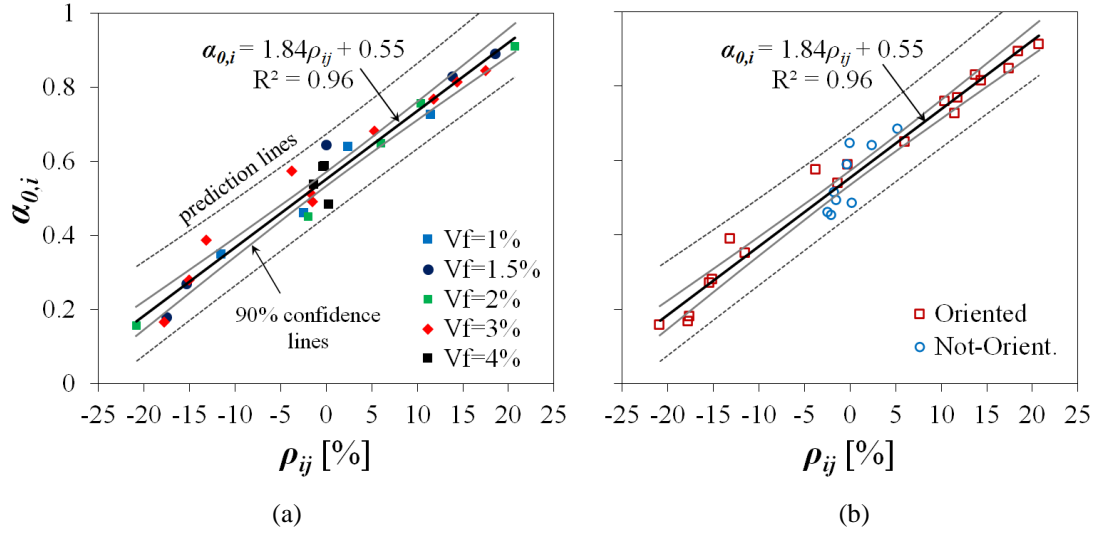 α0,i = 1.84ρij + 0.55
R² = 0.96
prediction lines
90% confidence
lines
Vf=1%
Vf=1.5%
Vf=2%
Vf=3%
Vf=4%
α0,i
1
0.8
0.6
0.4
0.2
0
-25 -20 -15 -10 -5 0 5 10 15 20 25
ρij [%]
(a)
α0,i = 1.84ρij + 0.55
R² = 0.96
Oriented
Not-Orient.
-25 -20 -15 -10 -5 0 5 10 15 20 25
ρij [%]
(b)